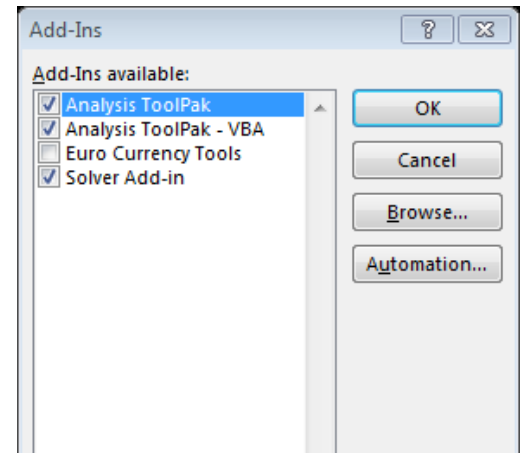 Add-Ins
Add-Ins available:
Analysis ToolPak
Analysis ToolPak - VBA
Euro Currency Tools
Solver Add-in
OK
Cancel
Browse...
Automation...